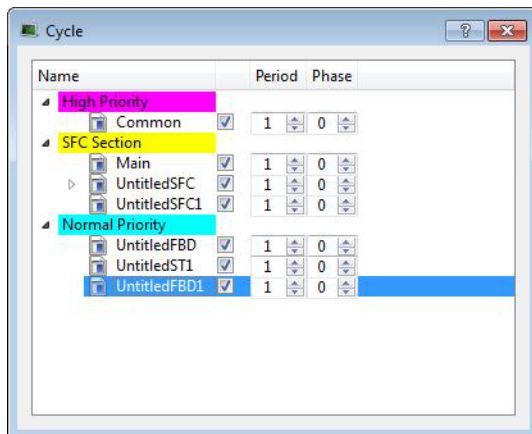 Cycle
Name Period Phase
High Priority
Common 1 0
SFC Section
Main 1 0
UntitledSFC 1 0
UntitledSFC1 1 0
Normal Priority
UntitledFBD 1 0
UntitledST1 1 0
UntitledFBD1 1 0